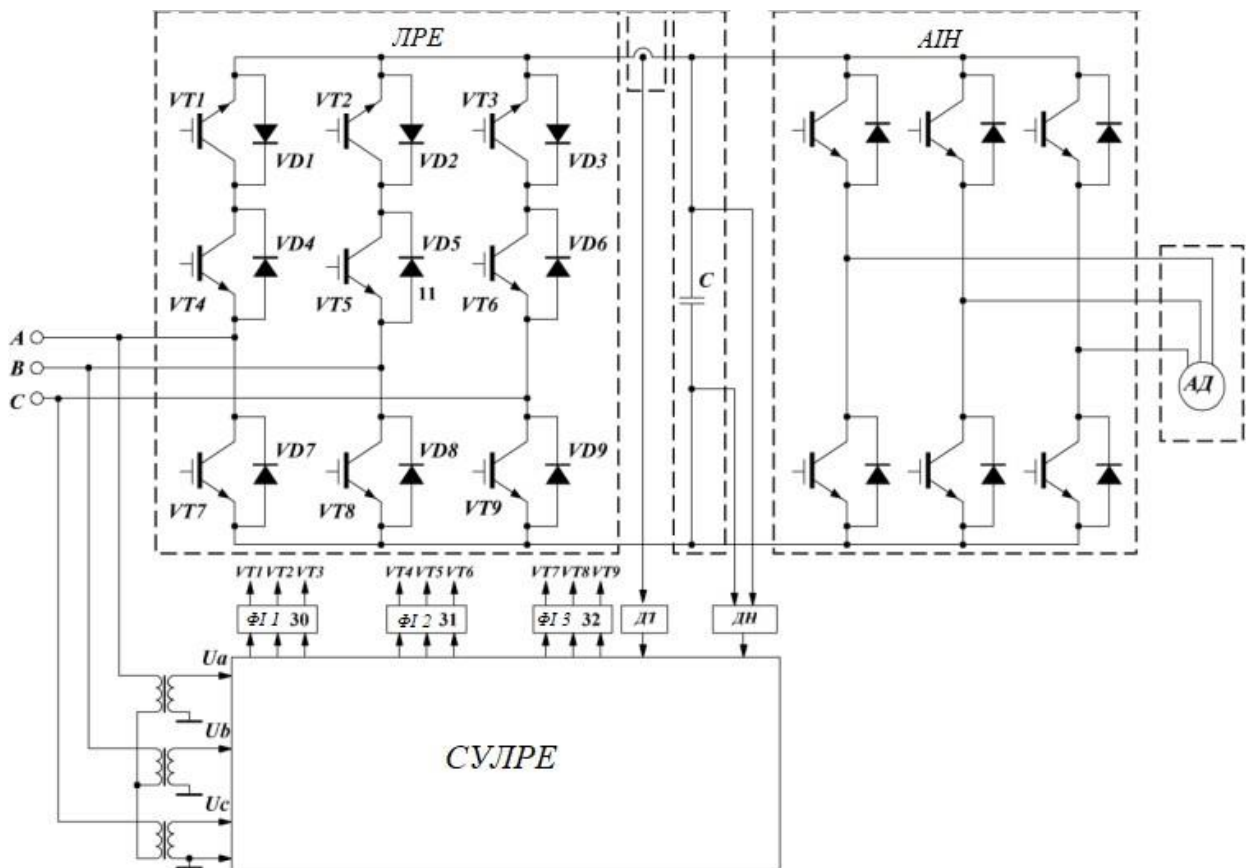 ЛРЕ
АІН
VT1
VT2
VT3
VD1
VD2
VD3
VD4
VD5
VD6
11
VT4
VT5
VT6
C
A
B
C
АД
VD7
VD8
VD9
VT7
VT8
VT9
VT1 VT2 VT3
VT4 VT5 VT6
VT7 VT8 VT9
ФІ 1 30
ФІ 2 31
ФІ 3 32
ДТ
ДН
Ua
Ub
Uc
СУЛРЕ